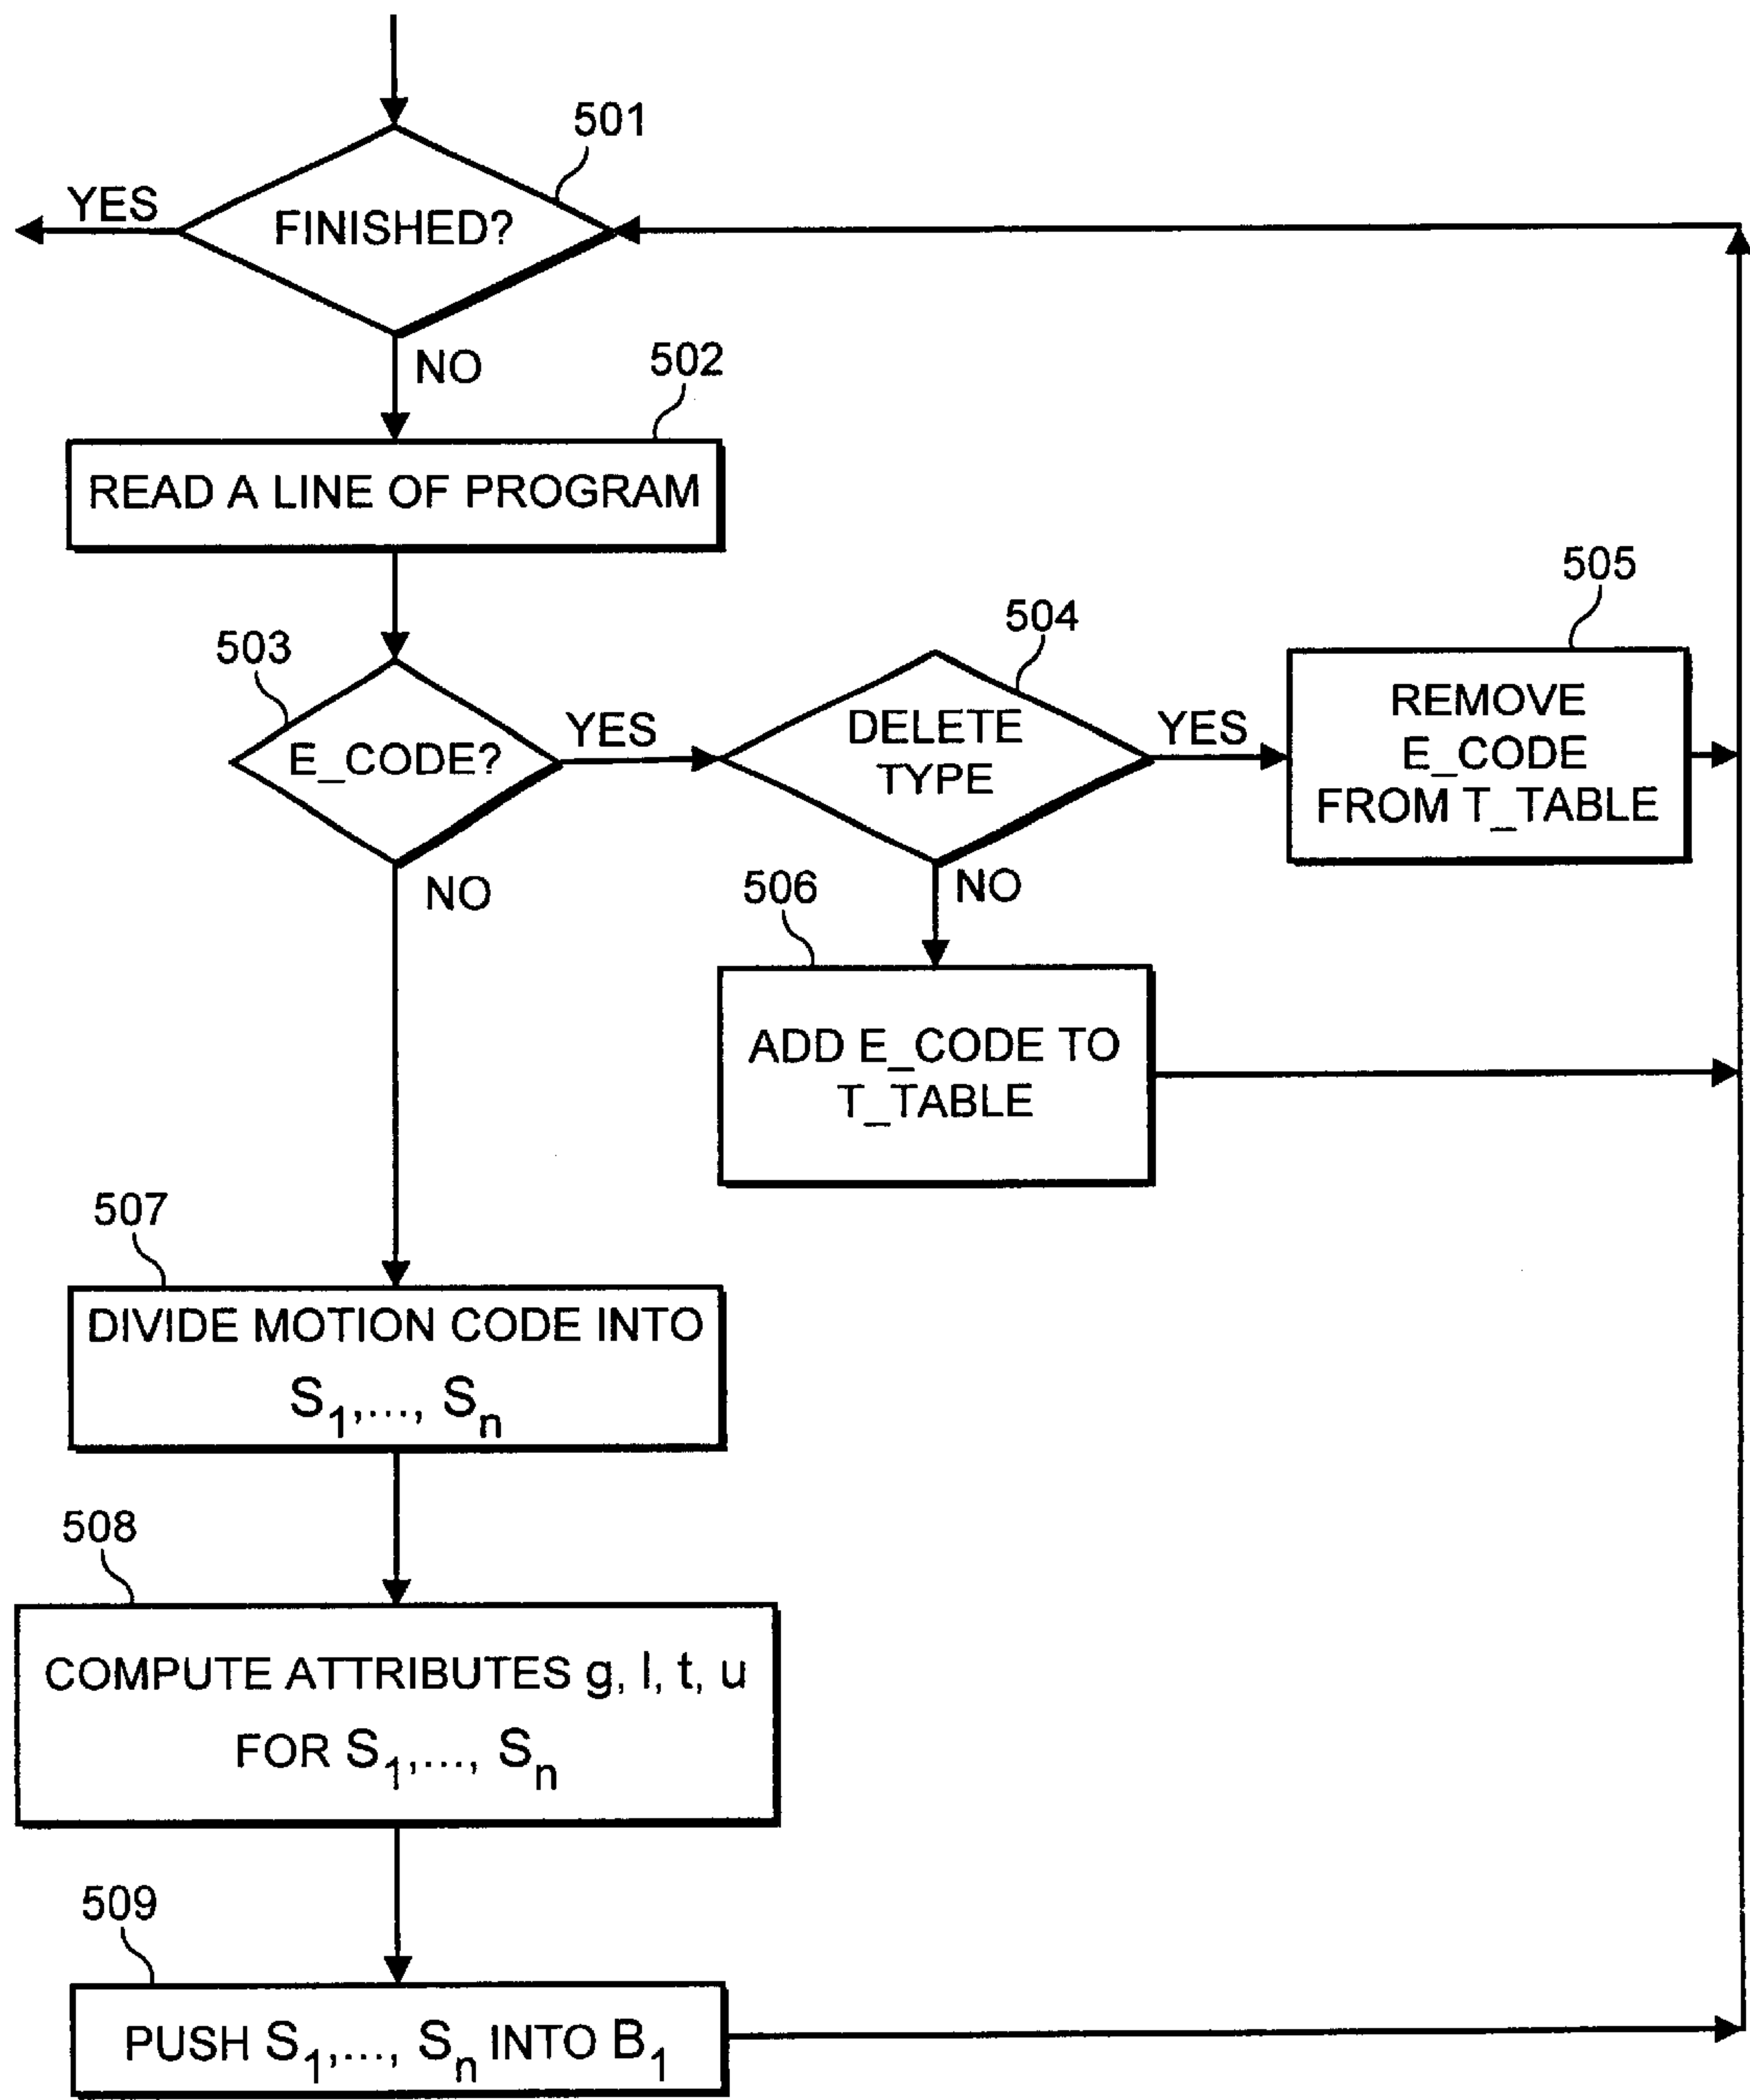 501
YES
FINISHED?
NO
502
READ A LINE OF PROGRAM
503
E_CODE?
YES
504
DELETE
TYPE
YES
505
REMOVE
E_CODE
FROM T_TABLE
NO
NO
506
ADD E_CODE TO
T_TABLE
507
DIVIDE MOTION CODE INTO
S₁,..., Sₙ
508
COMPUTE ATTRIBUTES g, l, t, u
FOR S₁,..., Sₙ
509
PUSH S₁,..., Sₙ INTO B₁